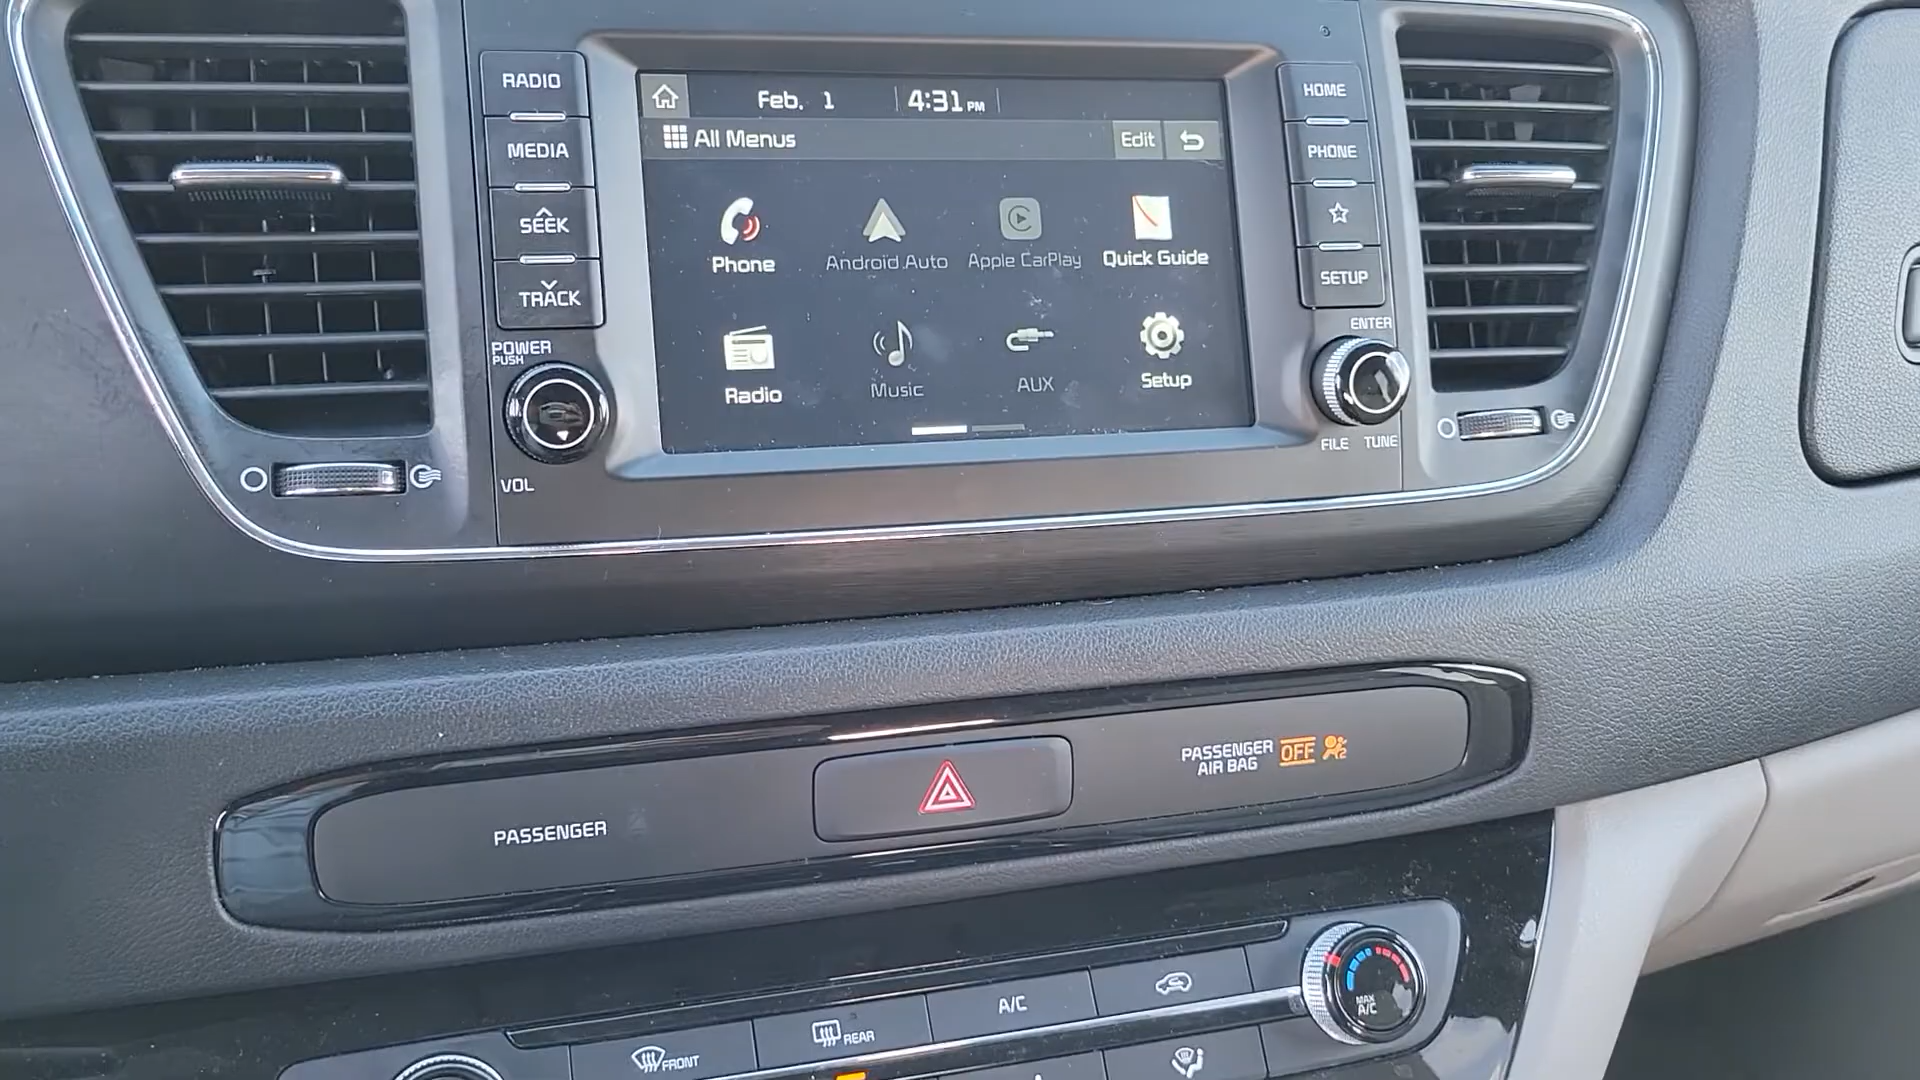 RADIO
MEDIA
SEEK
TRACK
POWER
PUSH
VOL
Feb. 1
4:31 PM
All Menus
Edit
Phone
Android Auto
Apple CarPlay
Quick Guide
Radio
Music
AUX
Setup
HOME
PHONE
SETUP
ENTER
FILE TUNE
PASSENGER
PASSENGER
AIR BAG
OFF
2
FRONT
REAR
A/C
MAX
A/C